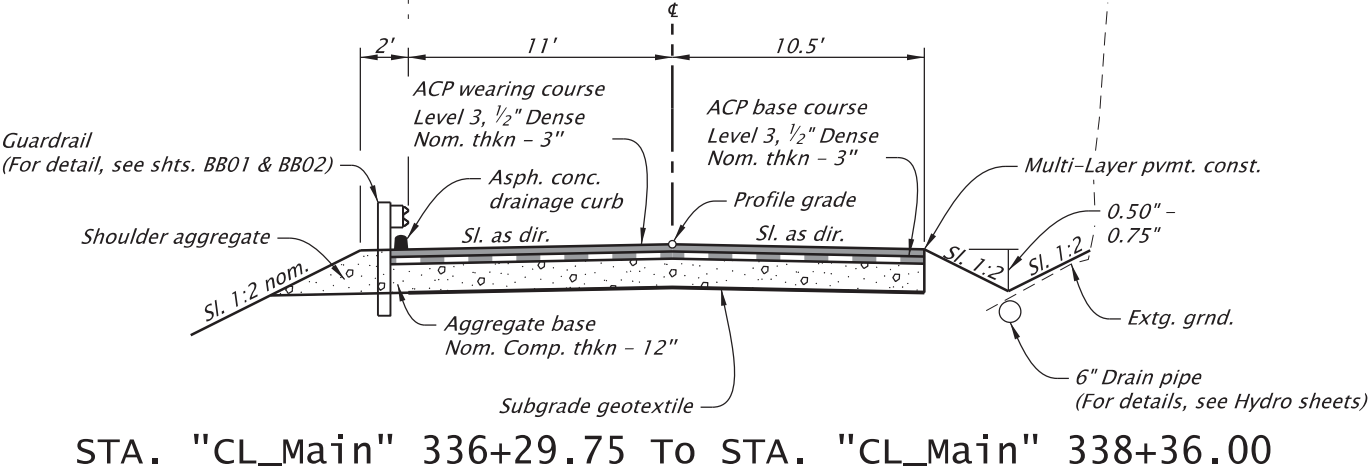 ℄
2'
11'
10.5'
ACP wearing course
Level 3, ½" Dense
Nom. thkn – 3"
ACP base course
Level 3, ½" Dense
Nom. thkn – 3"
Guardrail
(For detail, see shts. BB01 & BB02)
Multi–Layer pvmt. const.
Asph. conc.
drainage curb
Profile grade
0.50" –
0.75"
Shoulder aggregate
Sl. as dir.
Sl. as dir.
Sl. 1:2
Sl. 1:2
Sl. 1:2 nom.
Extg. grnd.
Aggregate base
Nom. Comp. thkn – 12"
6" Drain pipe
(For details, see Hydro sheets)
Subgrade geotextile
STA. "CL_Main" 336+29.75 To STA. "CL_Main" 338+36.00